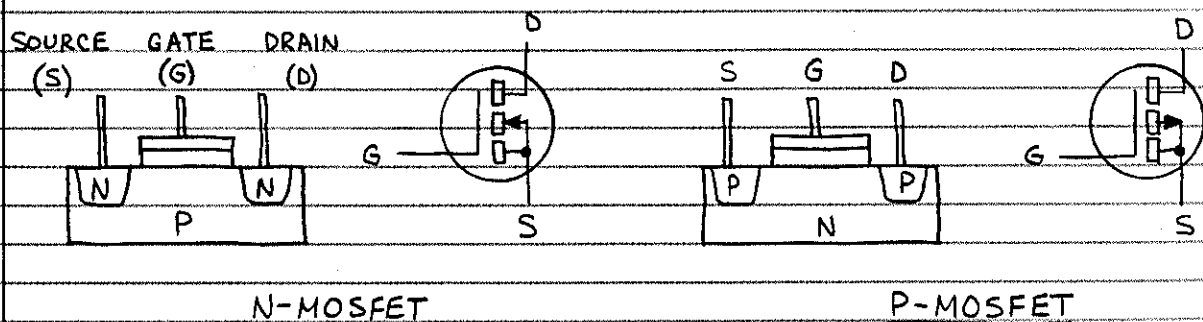 SOURCE GATE DRAIN
(S) (G) (D)
D
G
S
N N
P
S G D
D
G
S
P P
N
N-MOSFET P-MOSFET